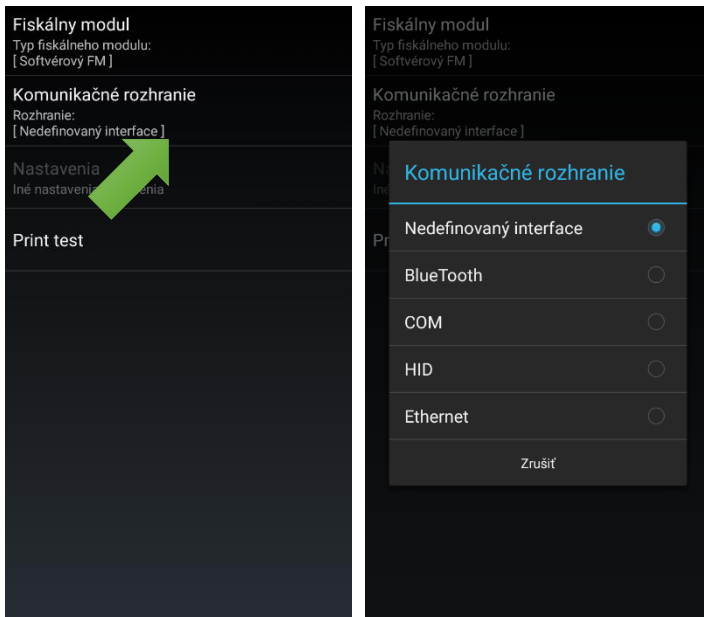 Fiskálny modul
Typ fiskálneho modulu:
[ Softvérový FM ]
Komunikačné rozhranie
Rozhranie:
[ Nedefinovaný interface ]
Nastavenia
Iné nastavenia
Print test
Fiskálny modul
Typ fiskálneho modulu:
[ Softvérový FM ]
Komunikačné rozhranie
Rozhranie:
[ Nedefinovaný interface ]
Komunikačné rozhranie
Nedefinovaný interface
BlueTooth
COM
HID
Ethernet
Zrušiť